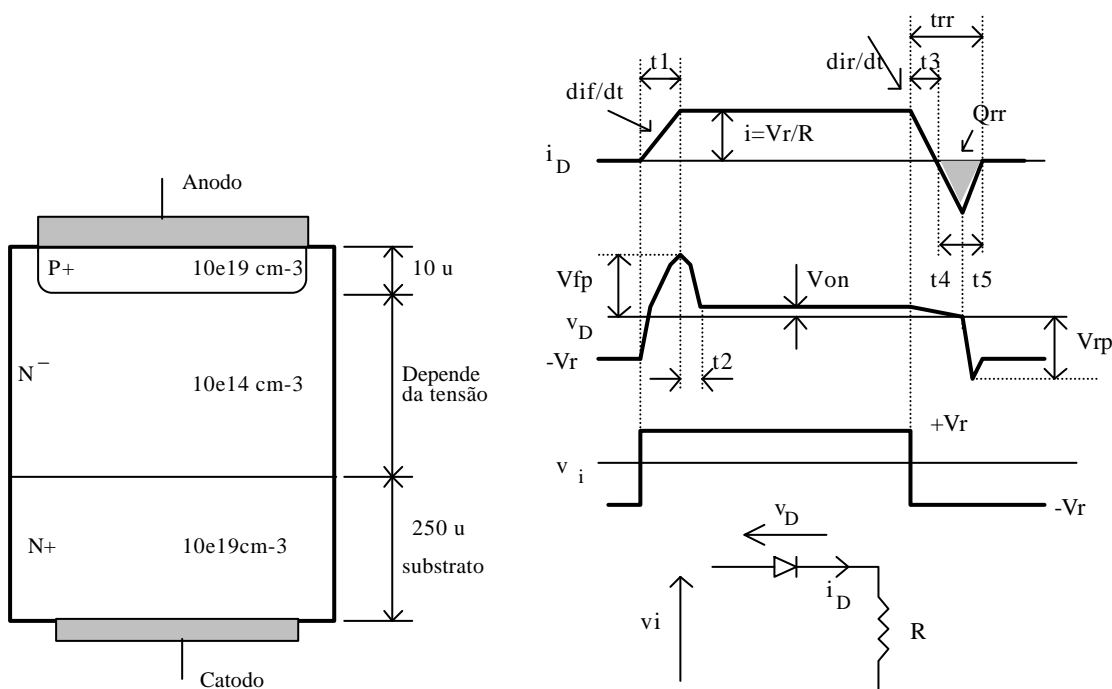 Anodo
P+ 10e19 cm-3
10 u
N−
10e14 cm-3
Depende
da tensão
N+ 10e19cm-3
250 u
substrato
Catodo
trr
t1
dir/dt
t3
dif/dt
Qrr
i=Vr/R
iD
Vfp
Von
t4 t5
vD
Vrp
-Vr
t2
+Vr
vi
-Vr
vD
iD
vi
R